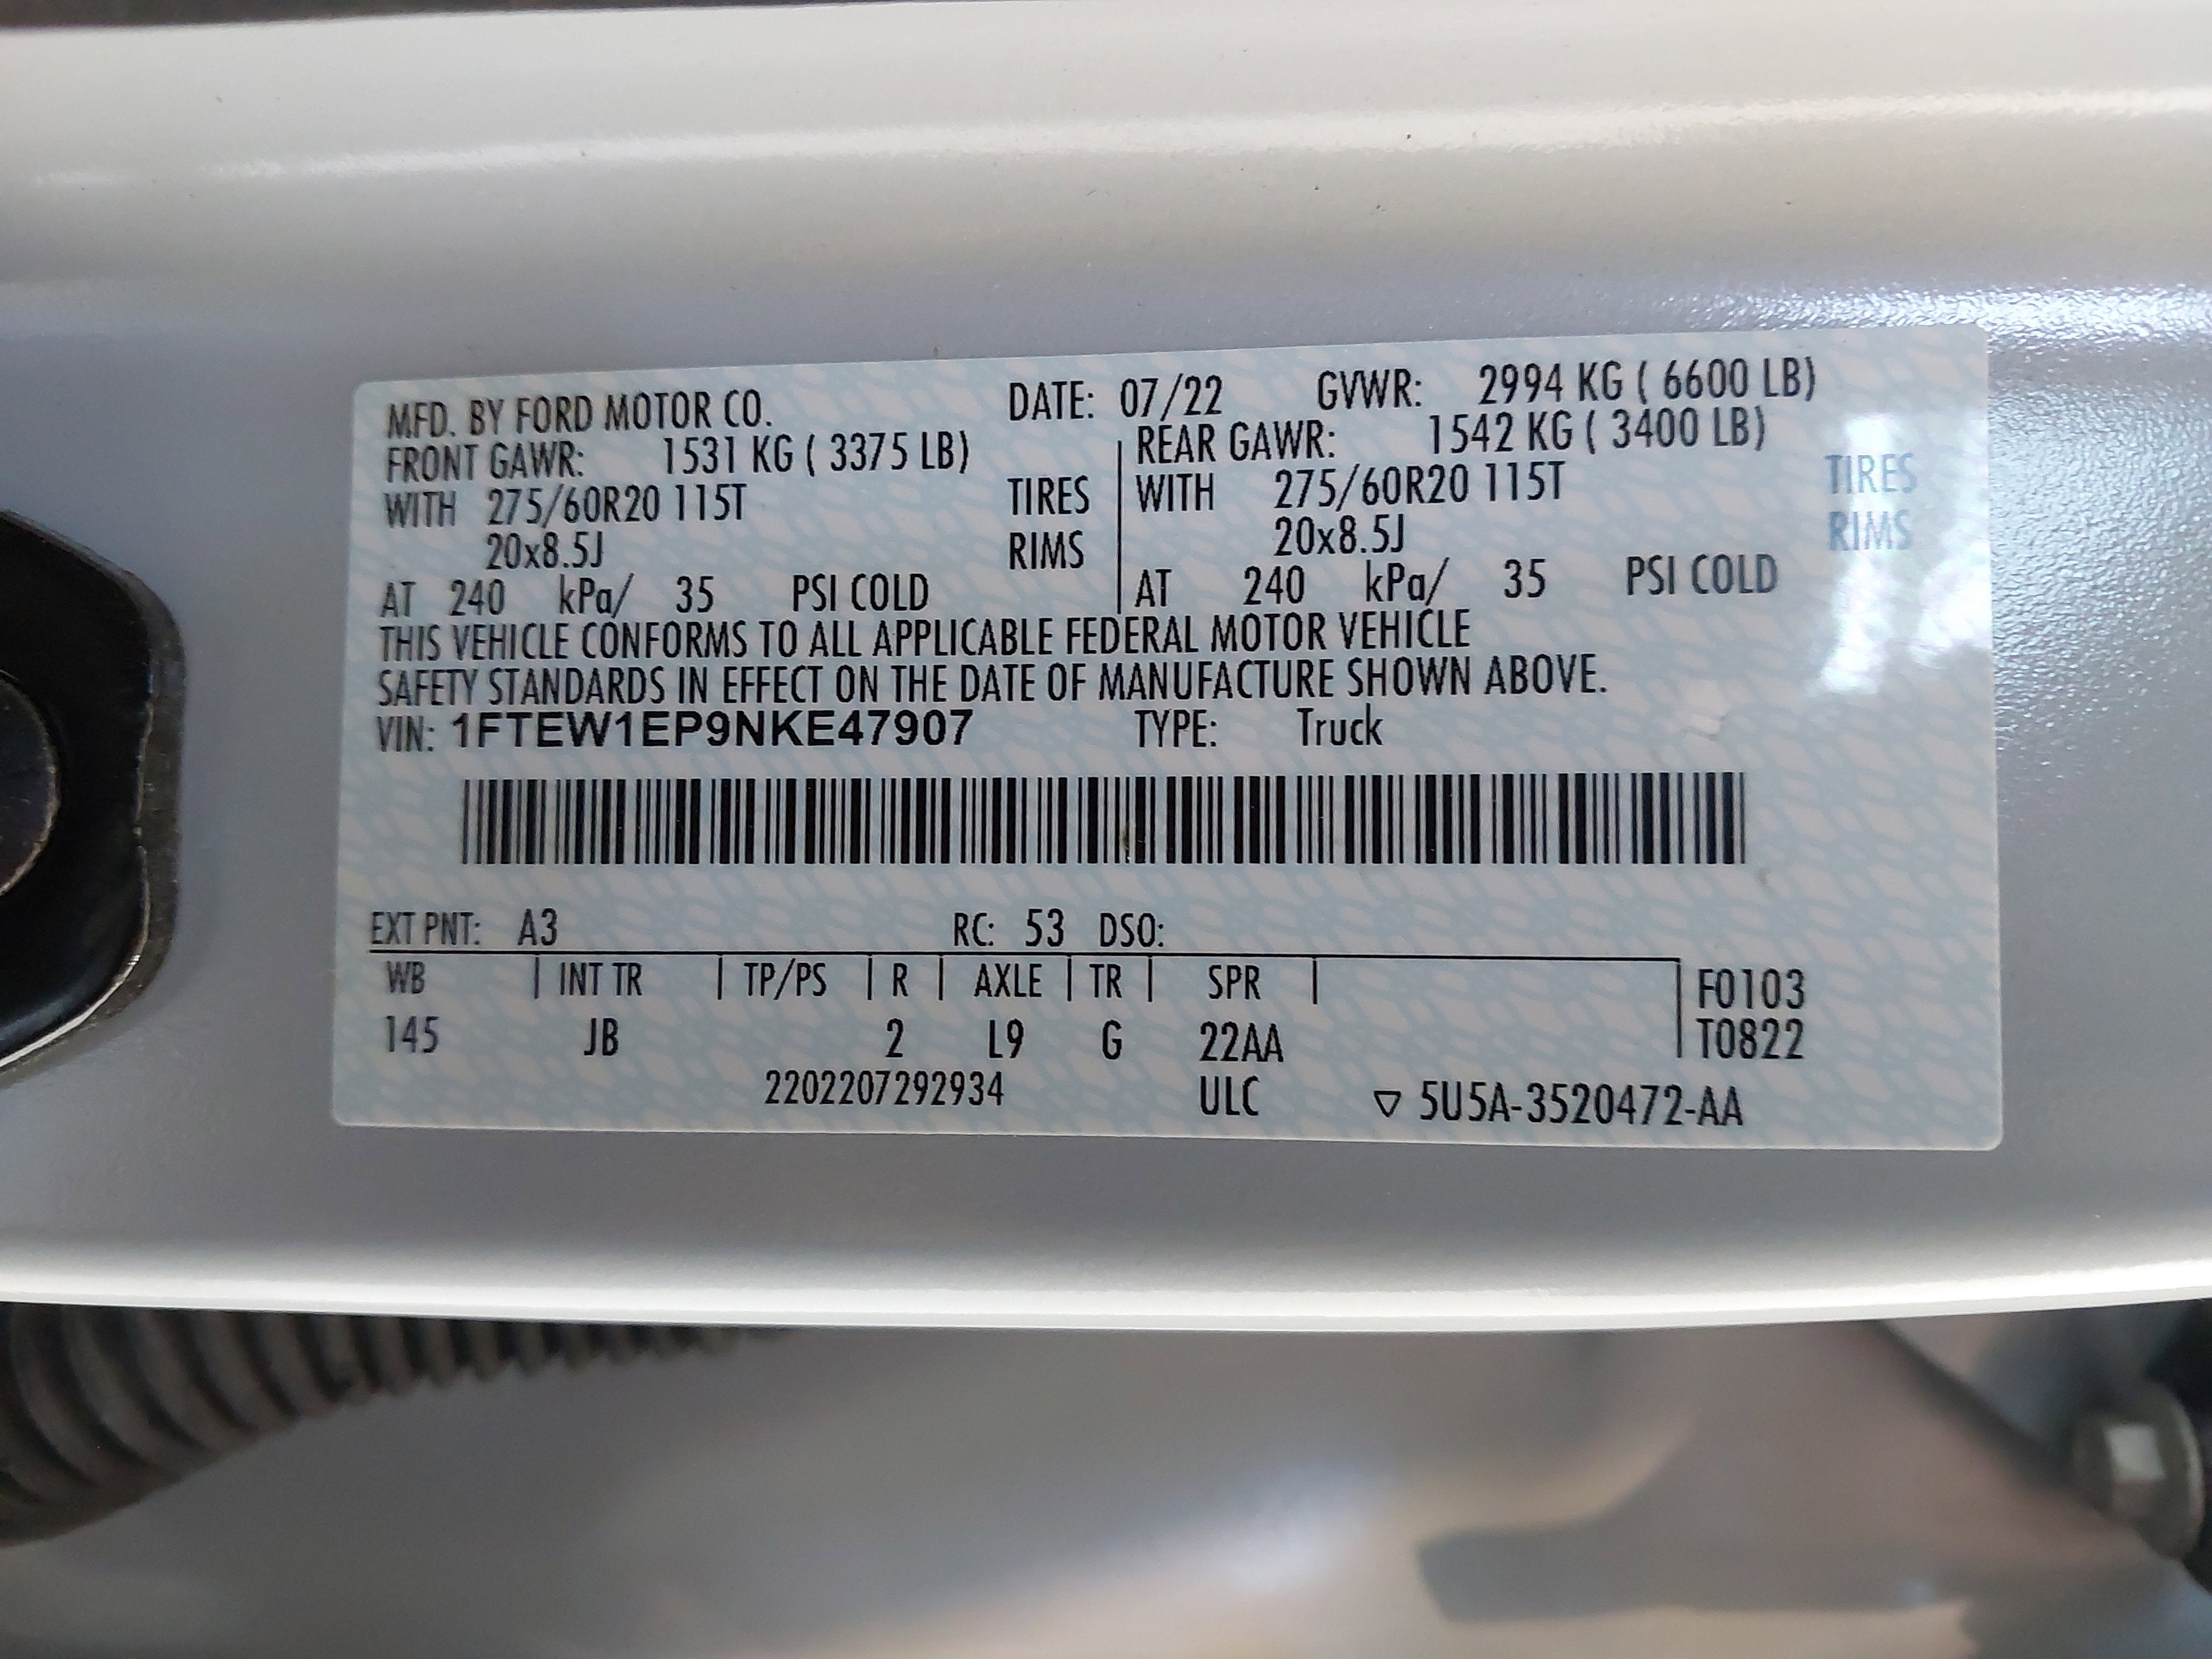 MFD. BY FORD MOTOR CO. DATE: 07/22 GVWR: 2994 KG ( 6600 LB)
FRONT GAWR: 1531 KG ( 3375 LB) REAR GAWR: 1542 KG ( 3400 LB)
WITH 275/60R20 115T TIRES WITH 275/60R20 115T TIRES
20x8.5J RIMS 20x8.5J RIMS
AT 240 kPa/ 35 PSI COLD AT 240 kPa/ 35 PSI COLD
THIS VEHICLE CONFORMS TO ALL APPLICABLE FEDERAL MOTOR VEHICLE
SAFETY STANDARDS IN EFFECT ON THE DATE OF MANUFACTURE SHOWN ABOVE.
VIN: 1FTEW1EP9NKE47907 TYPE: Truck
EXT PNT: A3 RC: 53 DSO:
WB INT TR TP/PS R AXLE TR SPR F0103
145 JB 2 L9 G 22AA T0822
2202207292934 ULC ▽ 5U5A-3520472-AA